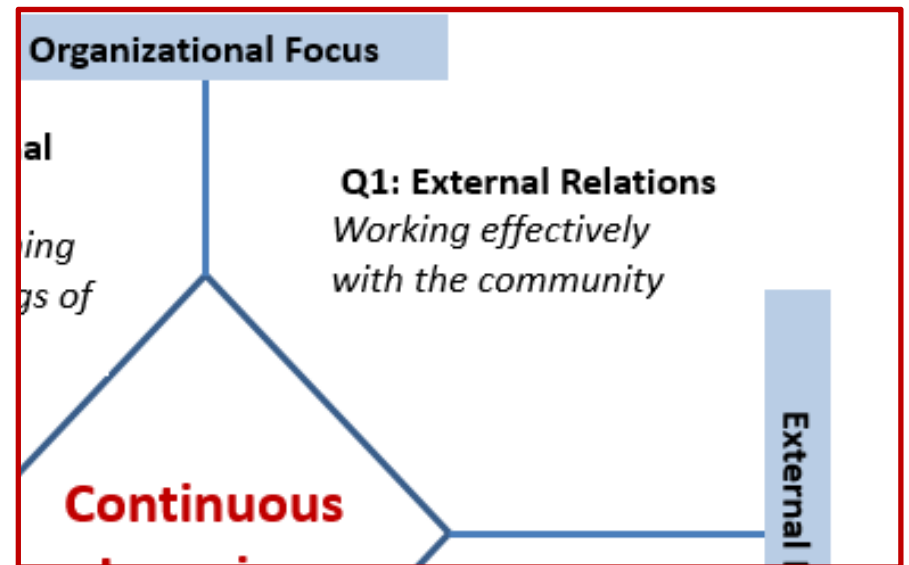 Organizational Focus
al
Q1: External Relations
Working effectively
ing
with the community
gs of
External
Continuous